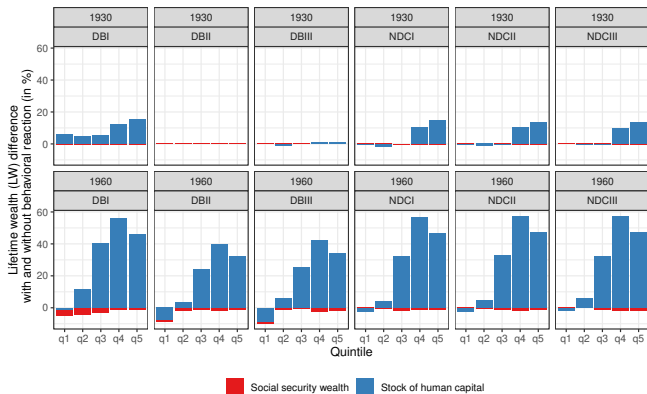 1930 1930 1930 1930 1930 1930
DBI DBII DBIII NDCI NDCII NDCIII
60
40
20
0
1960 1960 1960 1960 1960 1960
DBI DBII DBIII NDCI NDCII NDCIII
60
40
20
0
q1 q2 q3 q4 q5 q1 q2 q3 q4 q5 q1 q2 q3 q4 q5 q1 q2 q3 q4 q5 q1 q2 q3 q4 q5 q1 q2 q3 q4 q5
Lifetime wealth (LW) difference
with and without behavioral reaction (in %)
Quintile
Social security wealth Stock of human capital